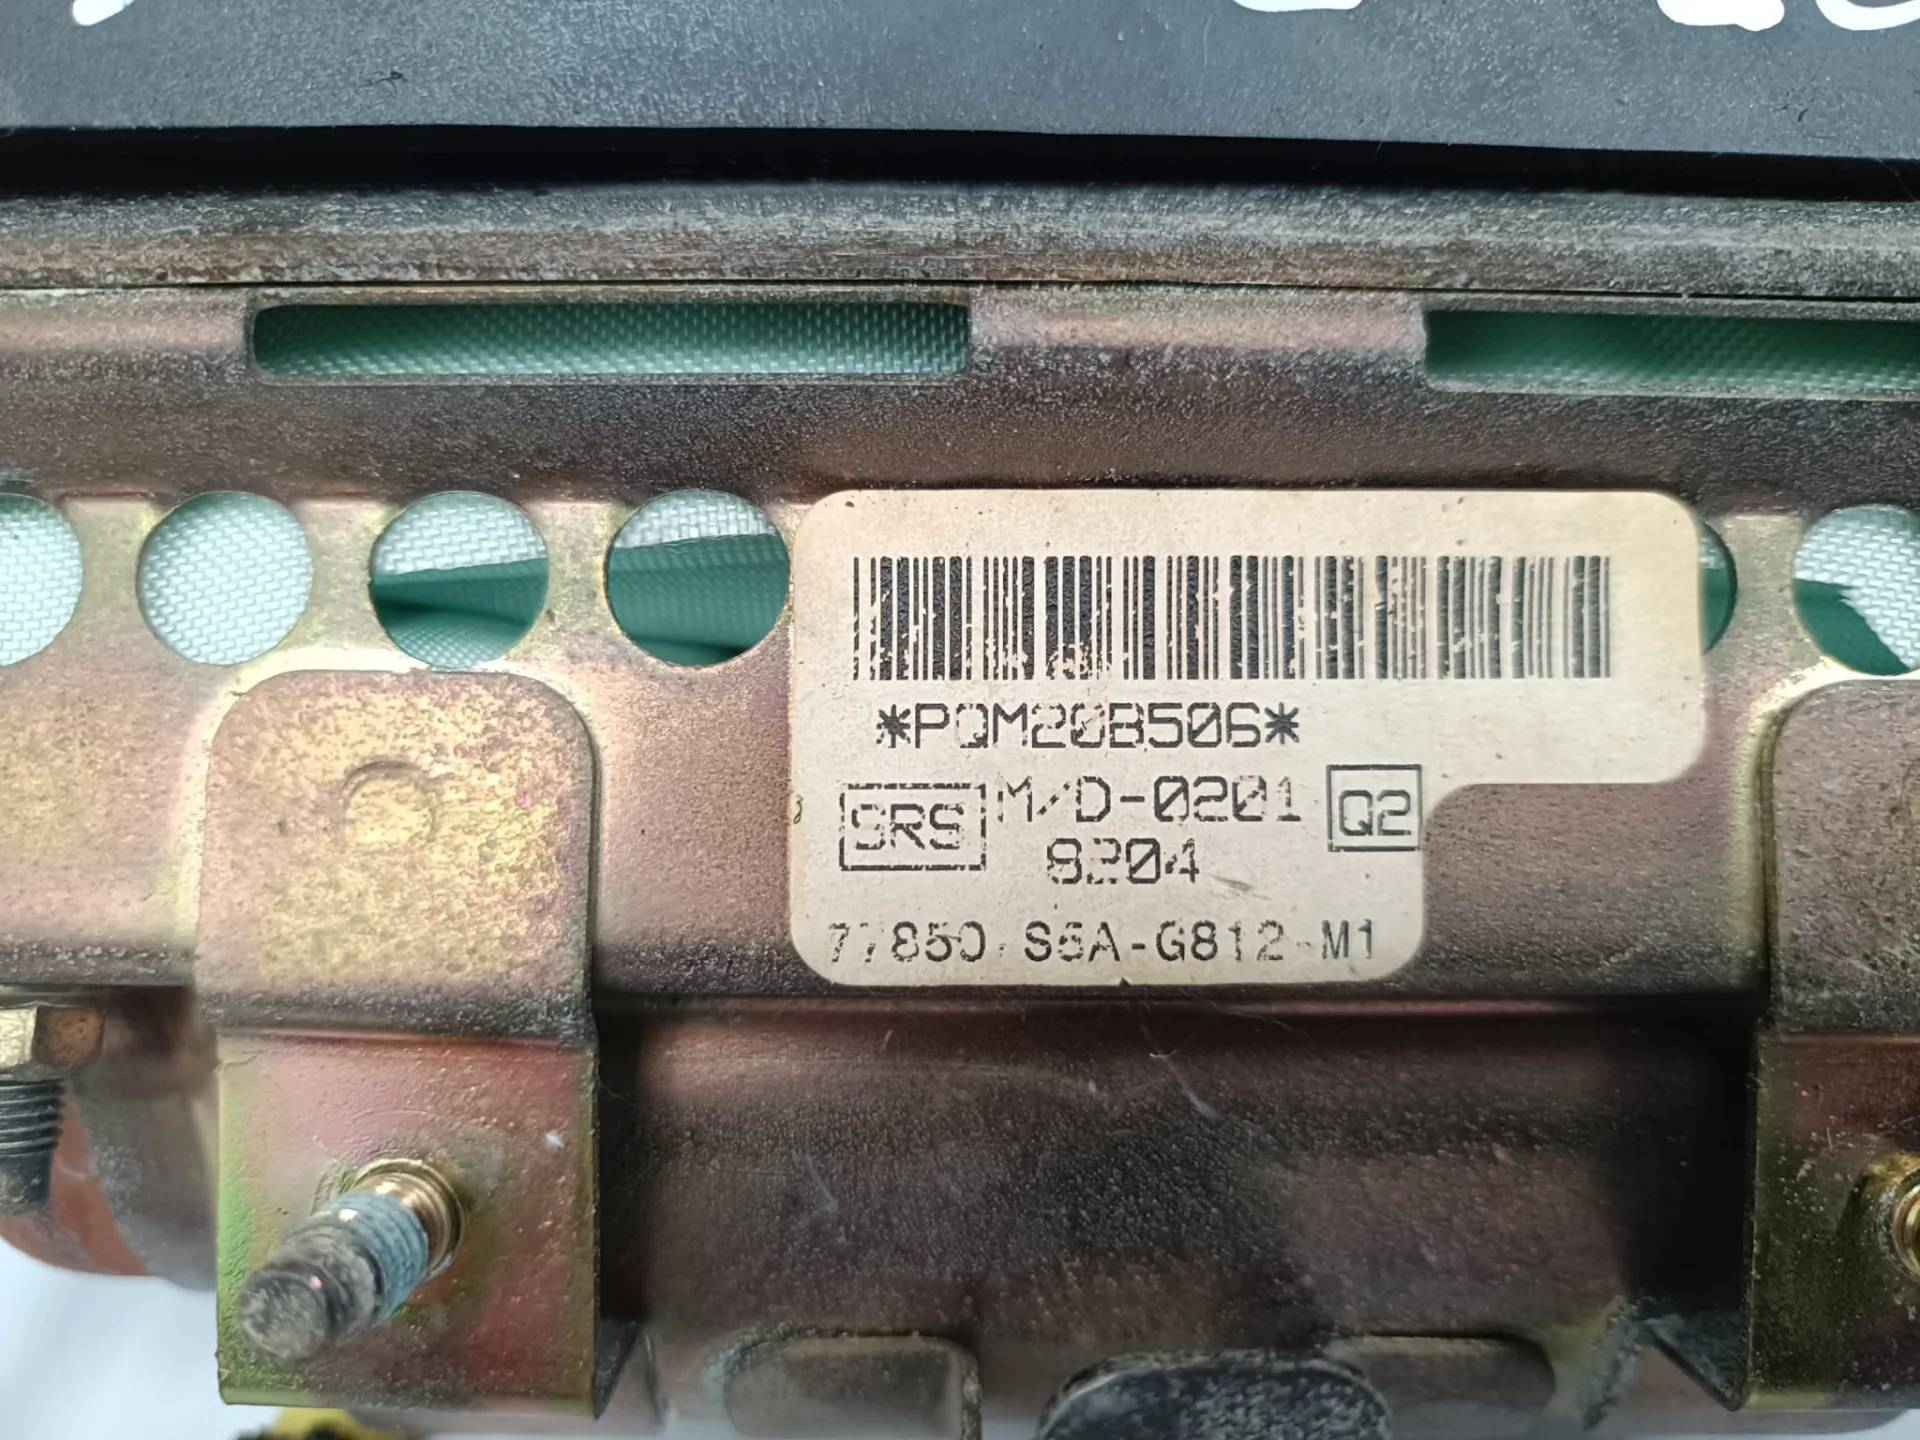 *PQM20B506*
SRS M/D-0201 Q2
8204
77850-S6A-G812-M1